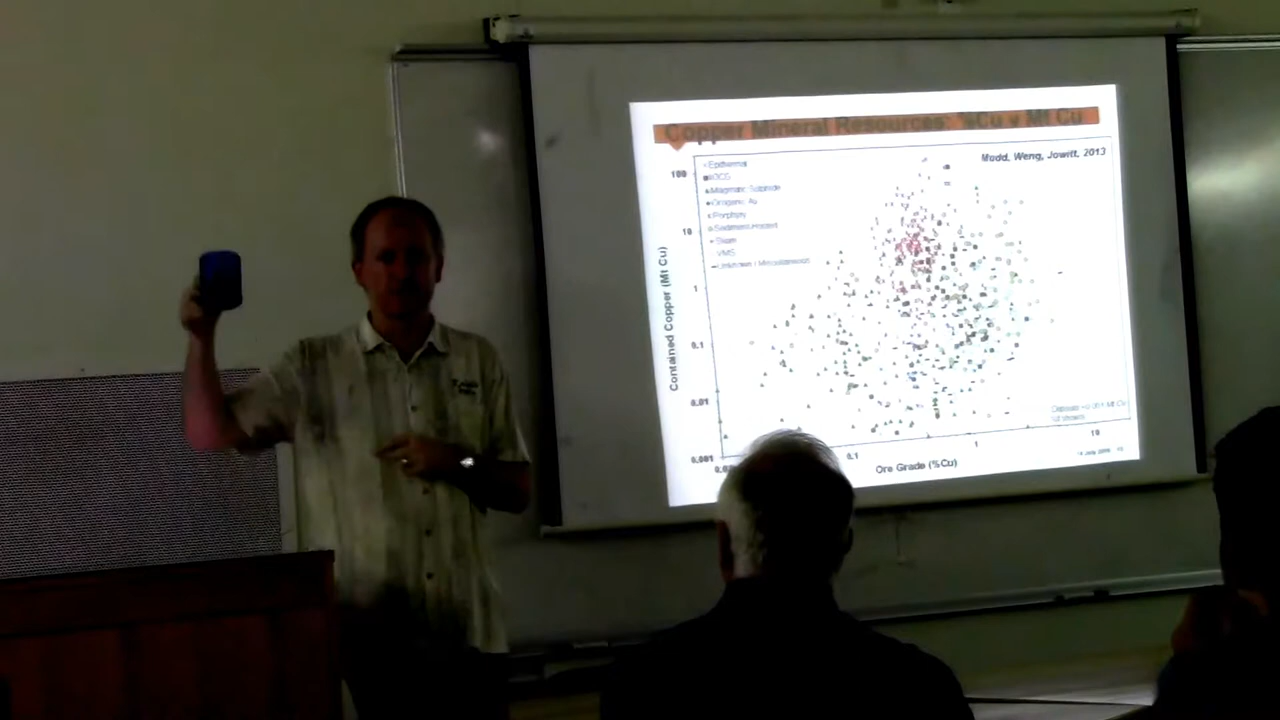 Copper Mineral Resources: %Cu v Mt Cu
Mudd, Weng, Jowitt, 2013
Epithermal
IOCG
Magmatic Sulphide
Orogenic Au
Porphyry
Sediment-hosted
Skarn
VMS
Unknown / Miscellaneous
Contained Copper (Mt Cu)
100
10
1
0.1
0.01
0.001
0.1
1
10
Ore Grade (%Cu)